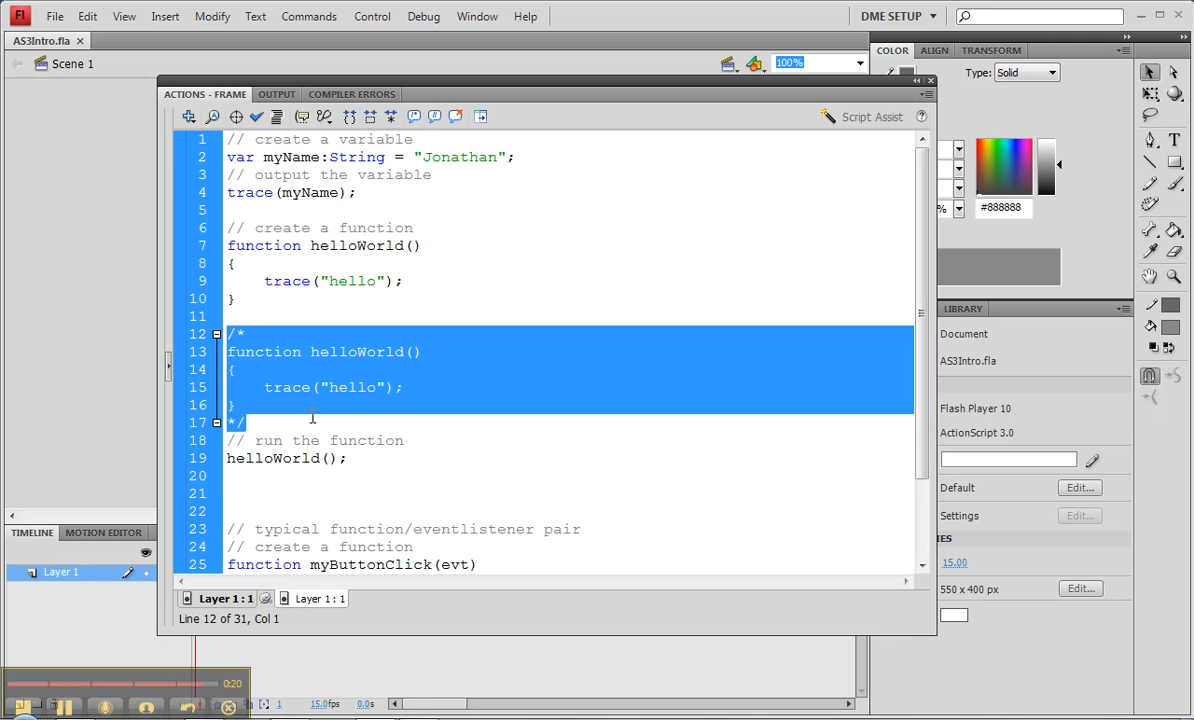 Fl File Edit View Insert Modify Text Commands Control Debug Window Help DME SETUP
AS3Intro.fla
Scene 1
100%
COLOR ALIGN TRANSFORM
Type: Solid
#888888
%
ACTIONS - FRAME OUTPUT COMPILER ERRORS
Script Assist
1 // create a variable
2 var myName:String = "Jonathan";
3 // output the variable
4 trace(myName);
5
6 // create a function
7 function helloWorld()
8 {
9 trace("hello");
10 }
11
12 /*
13 function helloWorld()
14 {
15 trace("hello");
16 }
17 */
18 // run the function
19 helloWorld();
20
21
22
23 // typical function/eventlistener pair
24 // create a function
25 function myButtonClick(evt)
Layer 1 : 1 Layer 1 : 1
Line 12 of 31, Col 1
LIBRARY
Document
AS3Intro.fla
Flash Player 10
ActionScript 3.0
Default Edit...
Settings Edit...
IES
15.00
550 x 400 px Edit...
TIMELINE MOTION EDITOR
Layer 1
0:20
1 15.0fps 0.0s